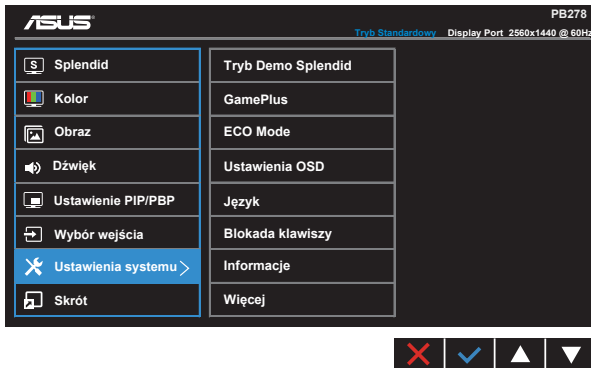 ASUS
PB278
Tryb Standardowy Display Port 2560x1440 @ 60Hz
S Splendid
Kolor
Obraz
Dźwięk
Ustawienie PIP/PBP
Wybór wejścia
Ustawienia systemu
Skrót
Tryb Demo Splendid
GamePlus
ECO Mode
Ustawienia OSD
Język
Blokada klawiszy
Informacje
Więcej